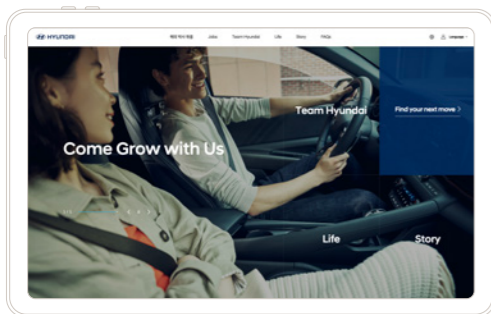 HYUNDAI
Jobs Team Hyundai Life Story FAQs
Language
Team Hyundai
Find your next move
Come Grow with Us
Life
Story